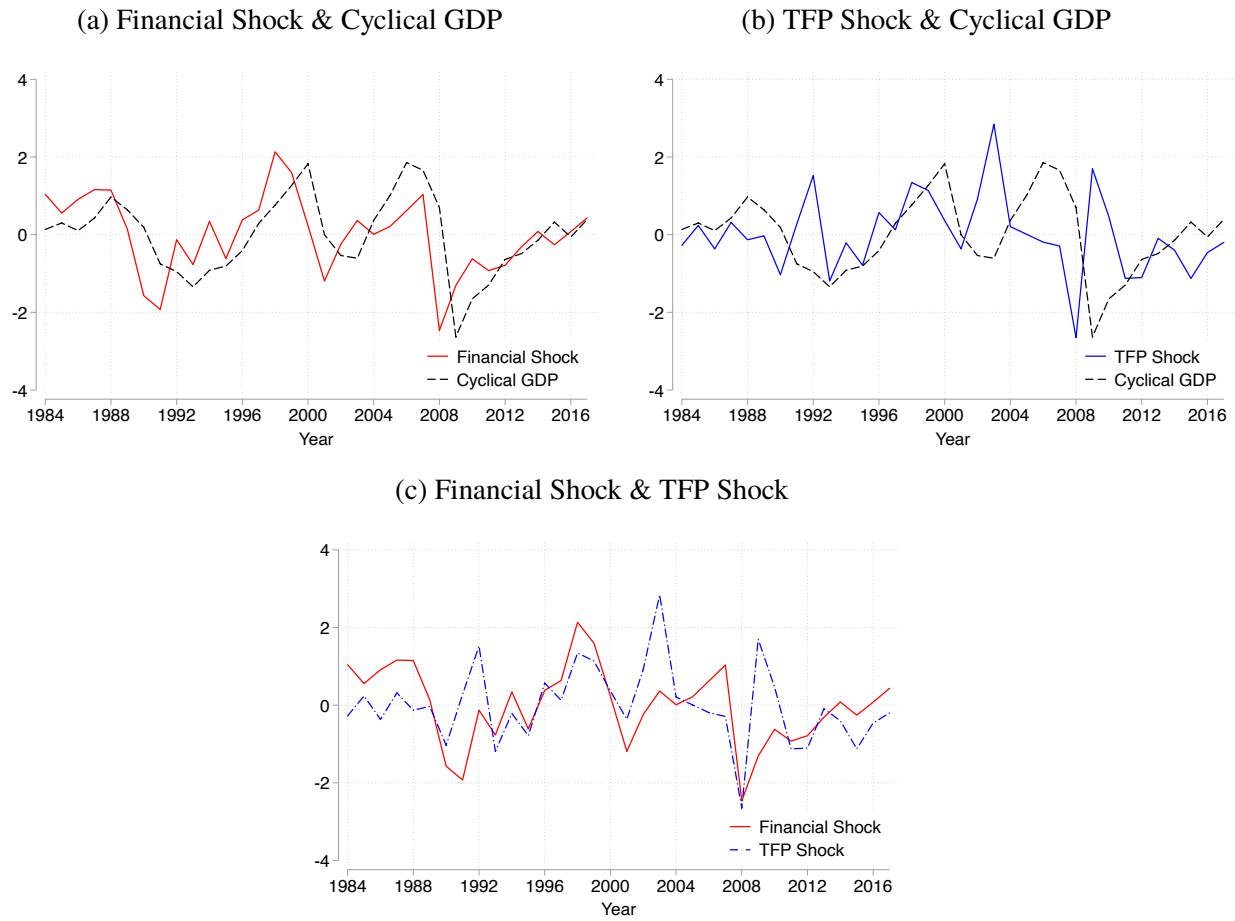 (a) Financial Shock & Cyclical GDP
4
2
0
-2
-4
1984 1988 1992 1996 2000 2004 2008 2012 2016
Year
Financial Shock
Cyclical GDP
(b) TFP Shock & Cyclical GDP
4
2
0
-2
-4
1984 1988 1992 1996 2000 2004 2008 2012 2016
Year
TFP Shock
Cyclical GDP
(c) Financial Shock & TFP Shock
4
2
0
-2
-4
1984 1988 1992 1996 2000 2004 2008 2012 2016
Year
Financial Shock
TFP Shock